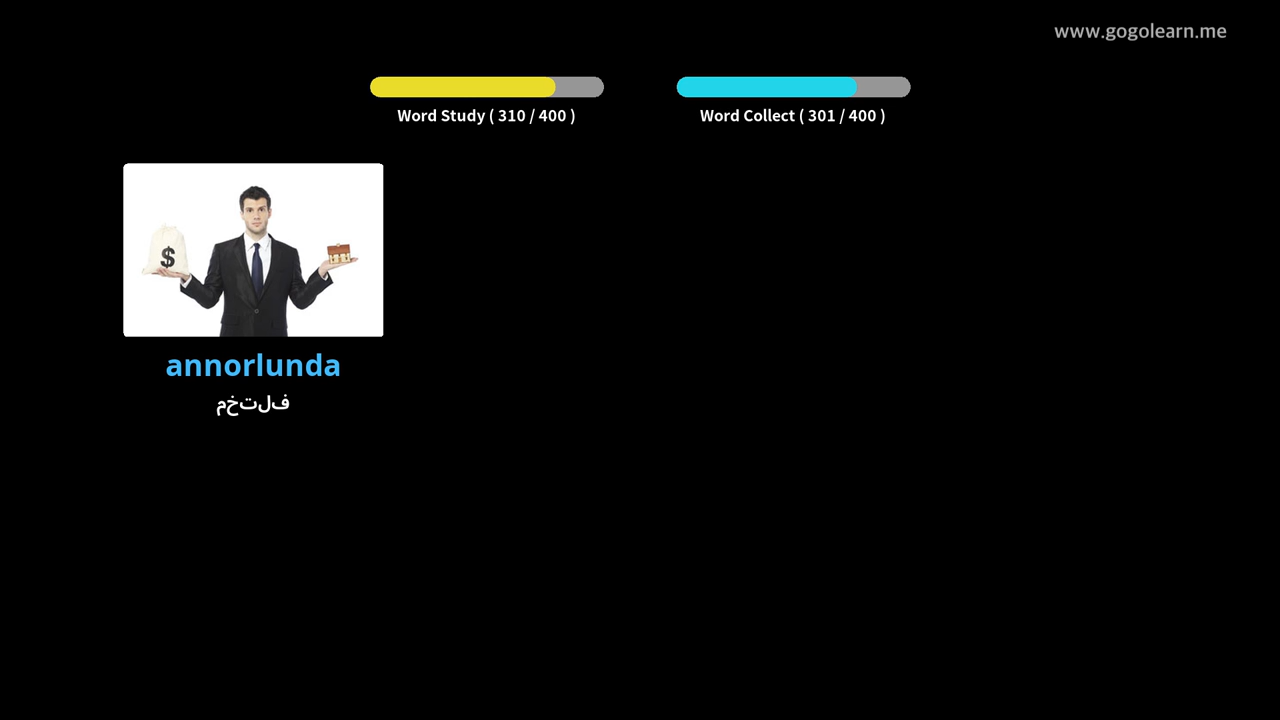 www.gogolearn.me
Word Study ( 310 / 400 )
Word Collect ( 301 / 400 )
$
annorlunda
مختلف